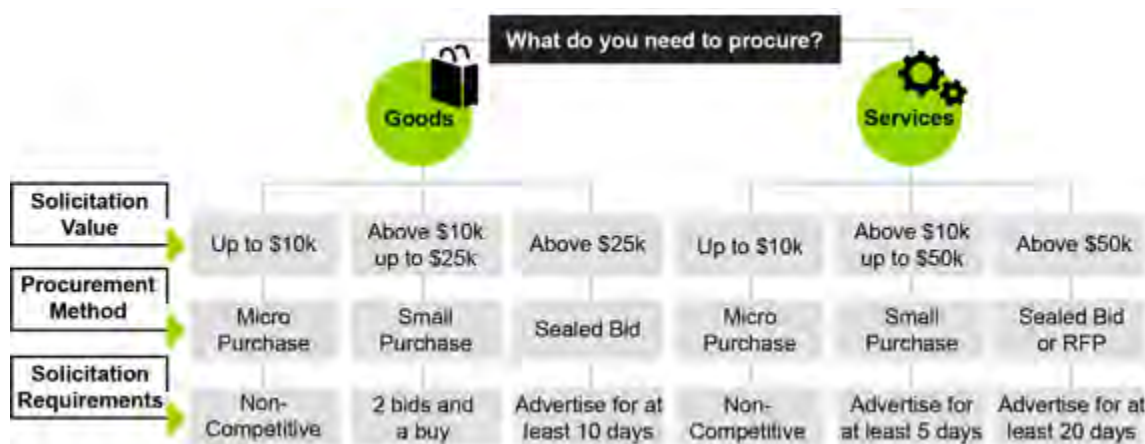 What do you need to procure?
Goods
Services
Solicitation
Value
Up to $10k
Above $10k
up to $25k
Above $25k
Up to $10k
Above $10k
up to $50k
Above $50k
Procurement
Method
Micro
Purchase
Small
Purchase
Sealed Bid
Micro
Purchase
Small
Purchase
Sealed Bid
or RFP
Solicitation
Requirements
Non-
Competitive
2 bids and
a buy
Advertise for at
least 10 days
Non-
Competitive
Advertise for
at least 5 days
Advertise for at
least 20 days